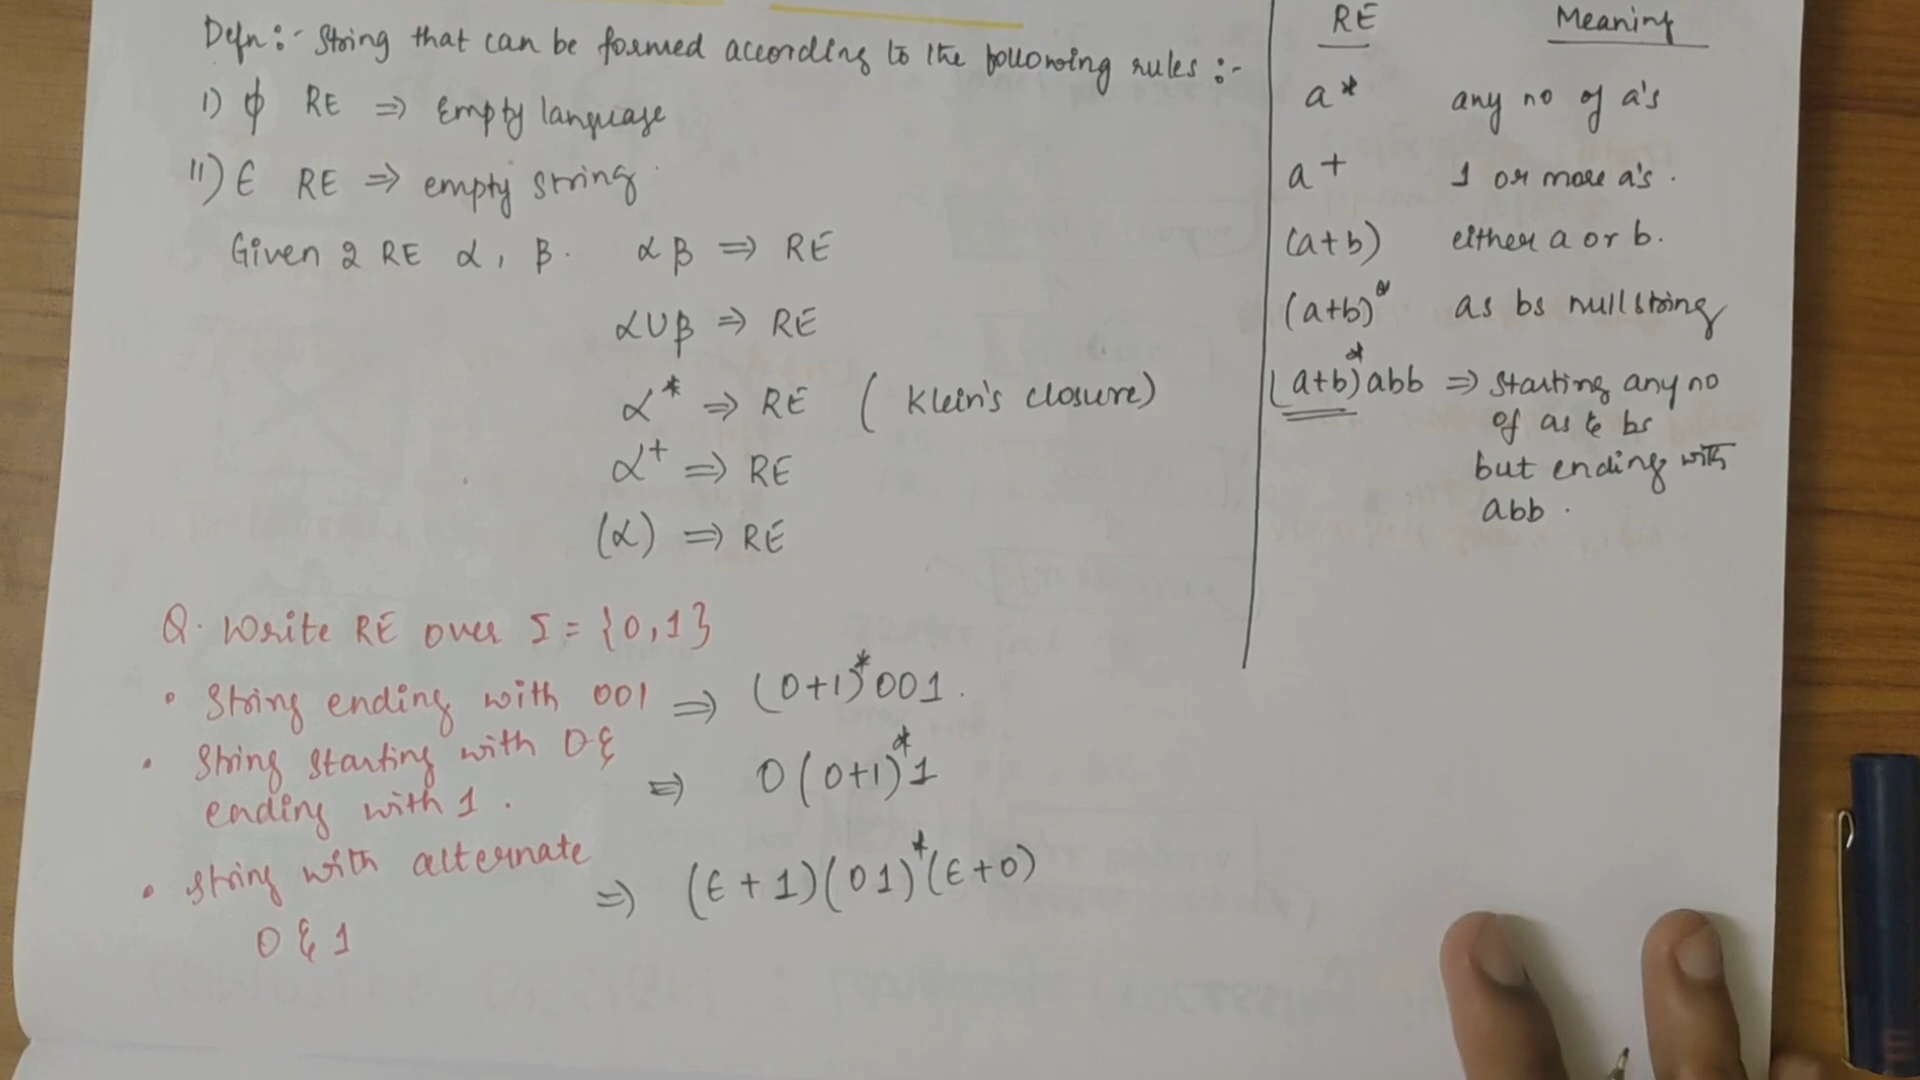 Defn:- String that can be formed according to the following rules :-
i) ϕ RE ⇒ Empty language
ii) ∈ RE ⇒ empty string.
Given 2 RE α, β. αβ ⇒ RE
α∪β ⇒ RE
α* ⇒ RE ( Klein's closure)
α+ ⇒ RE
(α) ⇒ RE
Q. Write RE over Σ = {0,1}
• String ending with 001 ⇒ (0+1)*001.
• String starting with 0 &
ending with 1. ⇒ 0(0+1)*1
• String with alternate
0 & 1 ⇒ (ϵ + 1)(01)*(ϵ+0)
RE Meaning
a* any no of a's
a+ 1 or more a's.
(a+b) either a or b.
(a+b)* as bs null string
(a+b)*abb ⇒ Starting any no
of as & bs
but ending with
abb.